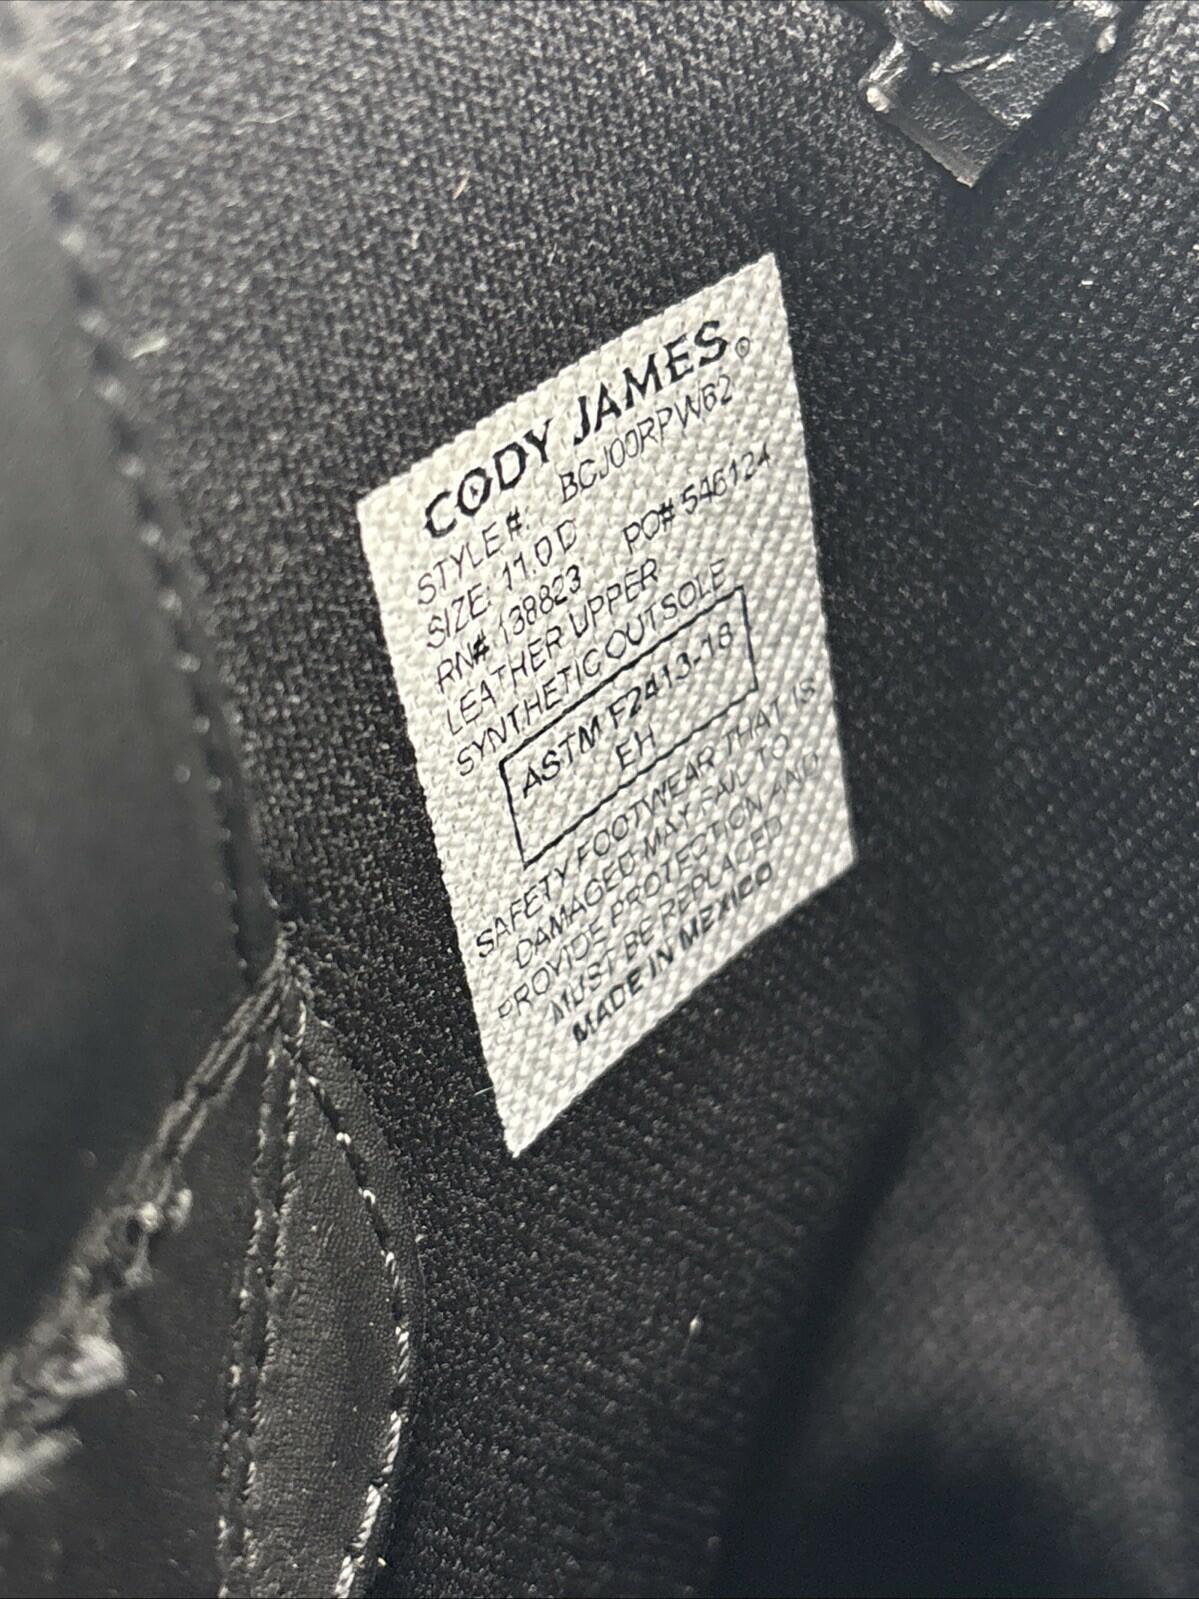 CODY JAMES®
STYLE #: BCJ00RPWB2
SIZE: 11.0 D PO# 546124
RN# 138823
LEATHER UPPER
SYNTHETIC OUTSOLE
ASTM F2413-18
EH
SAFETY FOOTWEAR THAT IS
DAMAGED MAY FAIL TO
PROVIDE PROTECTION AND
MUST BE REPLACED
MADE IN MEXICO